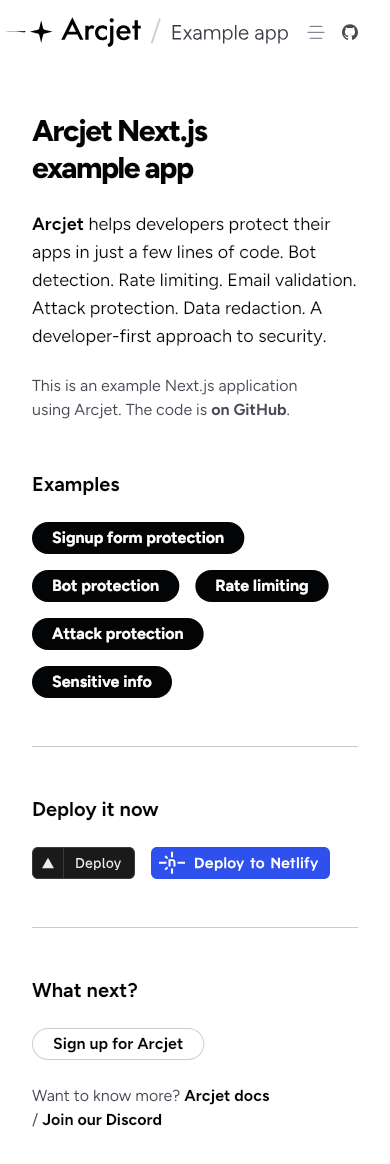 Arcjet / Example app
Arcjet Next.js
example app
Arcjet helps developers protect their
apps in just a few lines of code. Bot
detection. Rate limiting. Email validation.
Attack protection. Data redaction. A
developer-first approach to security.
This is an example Next.js application
using Arcjet. The code is on GitHub.
Examples
Signup form protection
Bot protection Rate limiting
Attack protection
Sensitive info
Deploy it now
Deploy Deploy to Netlify
What next?
Sign up for Arcjet
Want to know more? Arcjet docs
/ Join our Discord